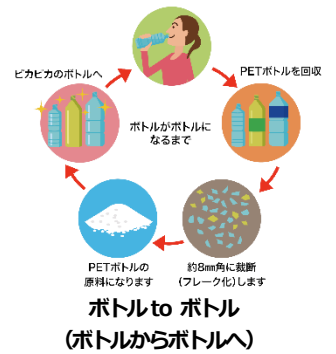 ピカピカのボトルへ
PETボトルを回収
ボトルがボトルに
なるまで
PETボトルの
原料になります
約8mm角に裁断
(フレーク化)します
ボトル to ボトル
(ボトルからボトルへ)